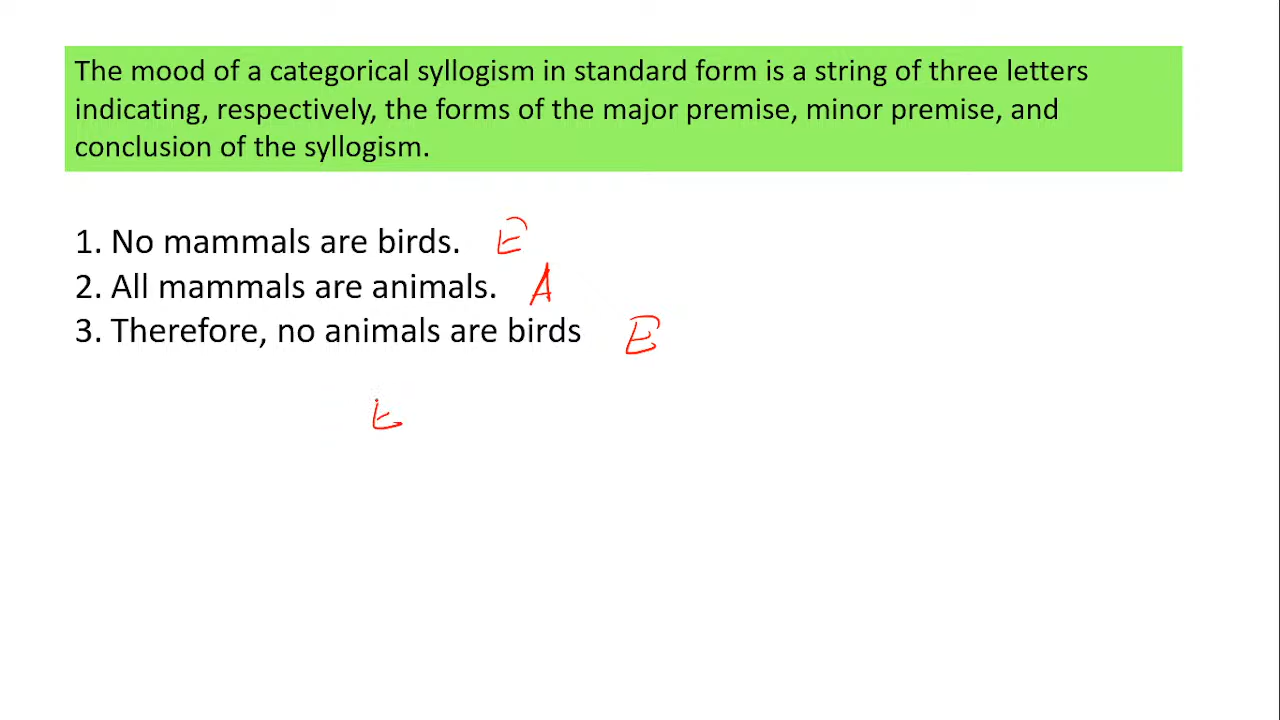 The mood of a categorical syllogism in standard form is a string of three letters
indicating, respectively, the forms of the major premise, minor premise, and
conclusion of the syllogism.
1. No mammals are birds. E
2. All mammals are animals. A
3. Therefore, no animals are birds E
E